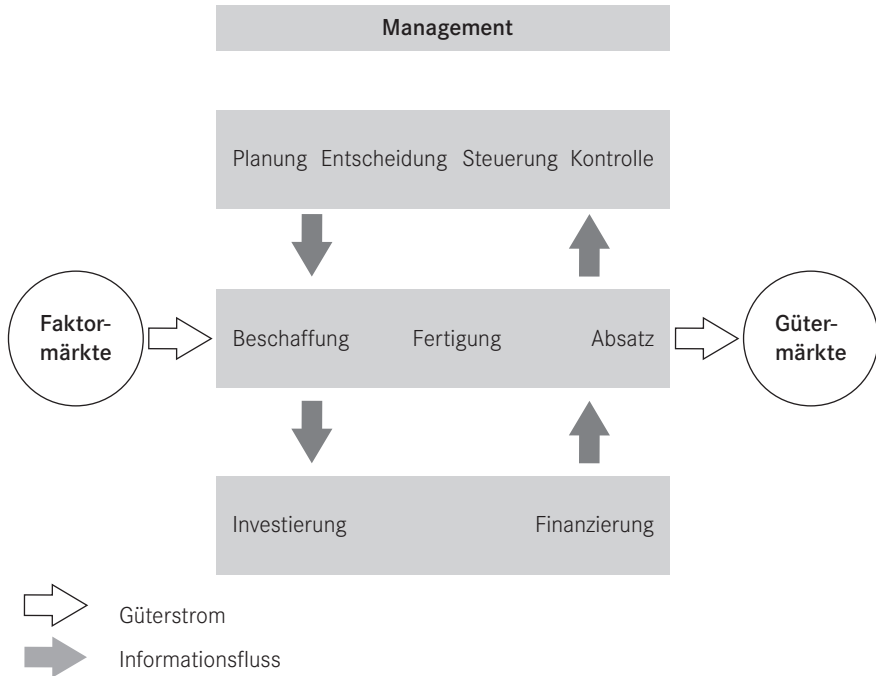 Management
Planung Entscheidung Steuerung Kontrolle
Faktor-
märkte
Beschaffung Fertigung Absatz
Güter-
märkte
Investierung Finanzierung
Güterstrom
Informationsfluss